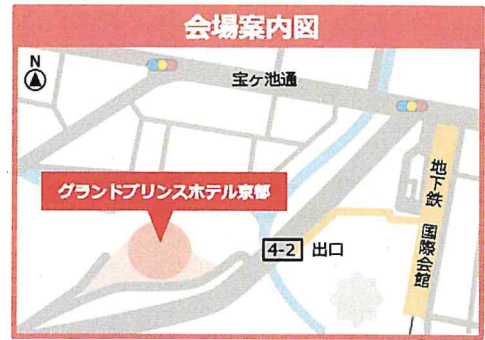 会場案内図
N
宝ケ池通
グランドプリンスホテル京都
地下鉄 国際会館
4-2 出口